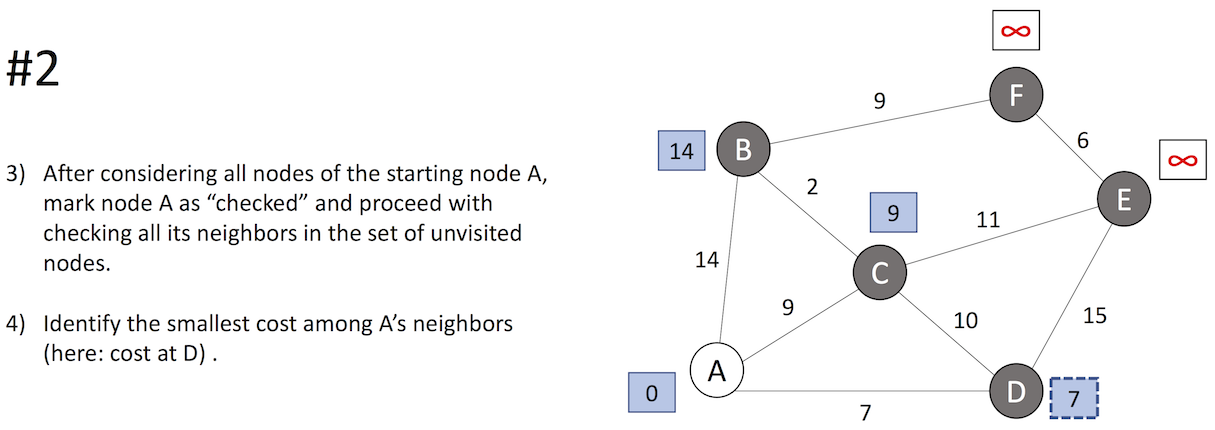 #2
3) After considering all nodes of the starting node A,
mark node A as “checked” and proceed with
checking all its neighbors in the set of unvisited
nodes.
4) Identify the smallest cost among A’s neighbors
(here: cost at D) .
∞
F
9
6
14
B
∞
2
E
9
11
14
C
9
10
15
A
0
D
7
7